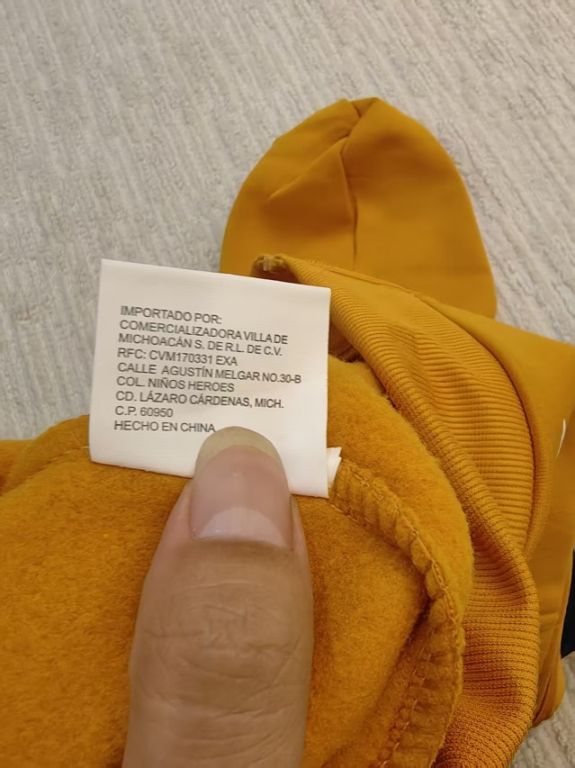 IMPORTADO POR:
COMERCIALIZADORA VILLA DE
MICHOACÁN S. DE R.L. DE C.V.
RFC: CVM170331 EXA
CALLE AGUSTÍN MELGAR NO.30-B
COL. NIÑOS HEROES
CD. LÁZARO CÁRDENAS, MICH.
C.P. 60950
HECHO EN CHINA